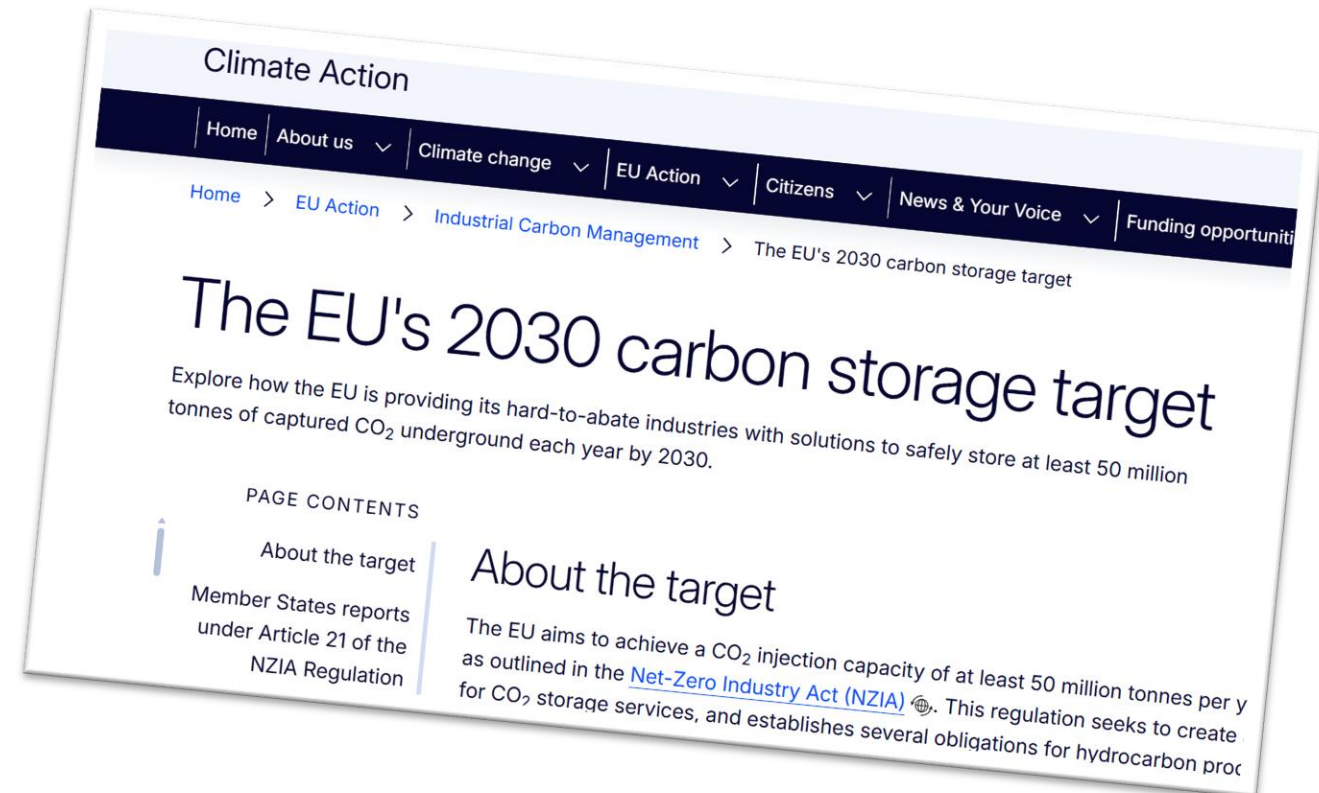 Climate Action
Home About us Climate change EU Action Citizens News & Your Voice Funding opportuniti
Home > EU Action > Industrial Carbon Management > The EU's 2030 carbon storage target
The EU's 2030 carbon storage target
Explore how the EU is providing its hard-to-abate industries with solutions to safely store at least 50 million
tonnes of captured CO₂ underground each year by 2030.
PAGE CONTENTS
About the target
Member States reports
under Article 21 of the
NZIA Regulation
About the target
The EU aims to achieve a CO₂ injection capacity of at least 50 million tonnes per y
as outlined in the Net-Zero Industry Act (NZIA). This regulation seeks to create
for CO₂ storage services, and establishes several obligations for hydrocarbon proc